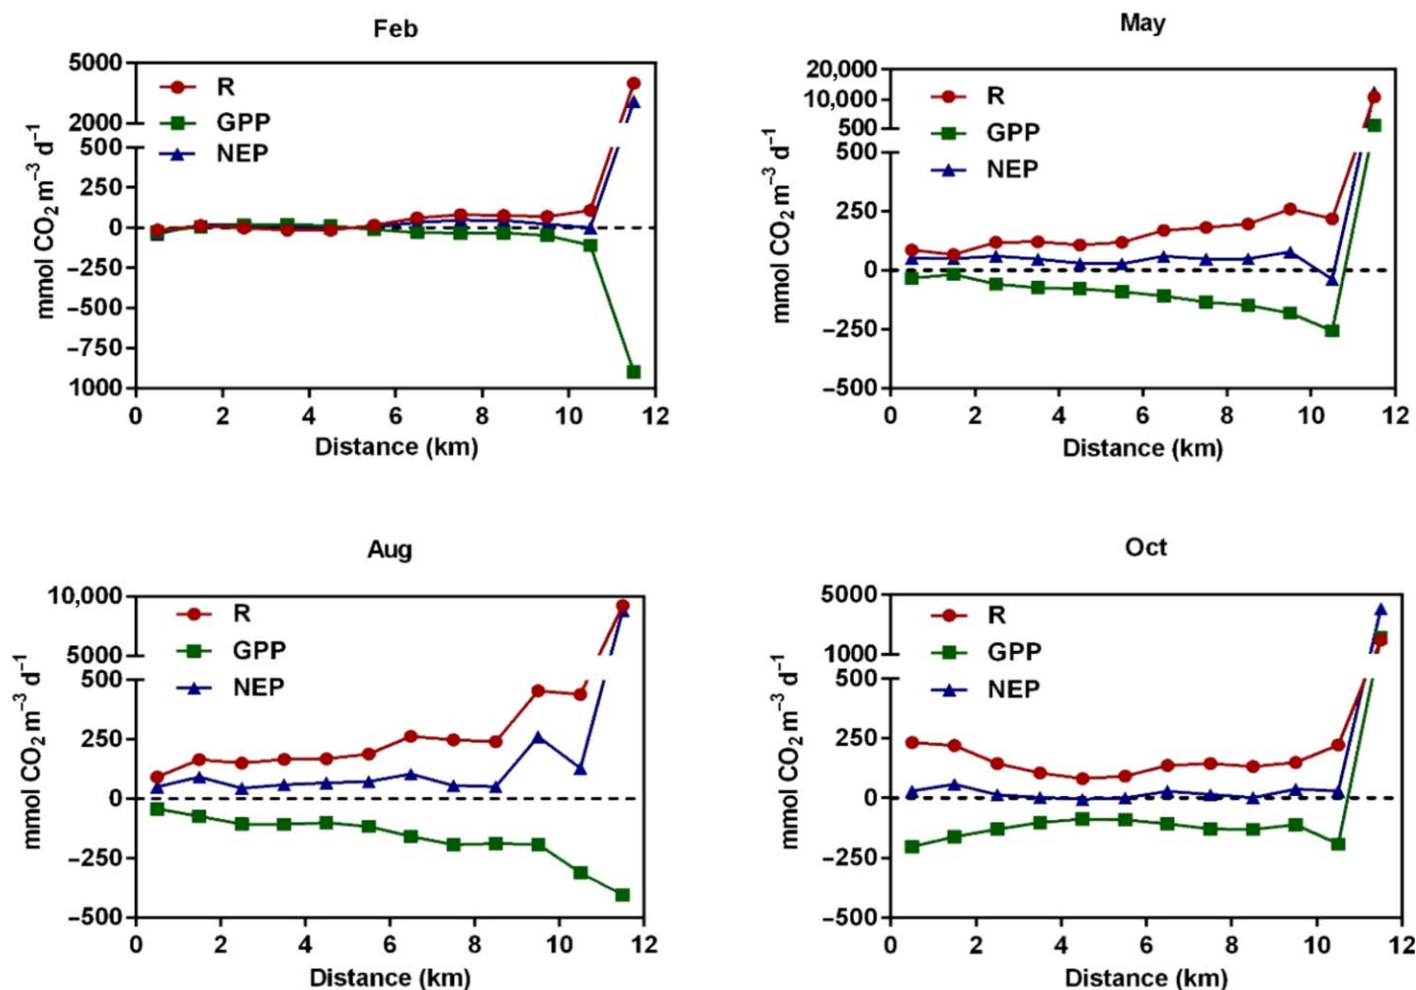 Feb
5000
2000
500
250
0
−250
−500
−750
1000
R
GPP
NEP
mmol CO2 m−3 d−1
0 2 4 6 8 10 12
Distance (km)
May
20,000
10,000
500
500
250
0
−250
−500
R
GPP
NEP
mmol CO2 m−3 d−1
0 2 4 6 8 10 12
Distance (km)
Aug
10,000
5000
500
250
0
−250
−500
R
GPP
NEP
mmol CO2 m−3 d−1
0 2 4 6 8 10 12
Distance (km)
Oct
5000
1000
500
250
0
−250
−500
R
GPP
NEP
mmol CO2 m−3 d−1
0 2 4 6 8 10 12
Distance (km)